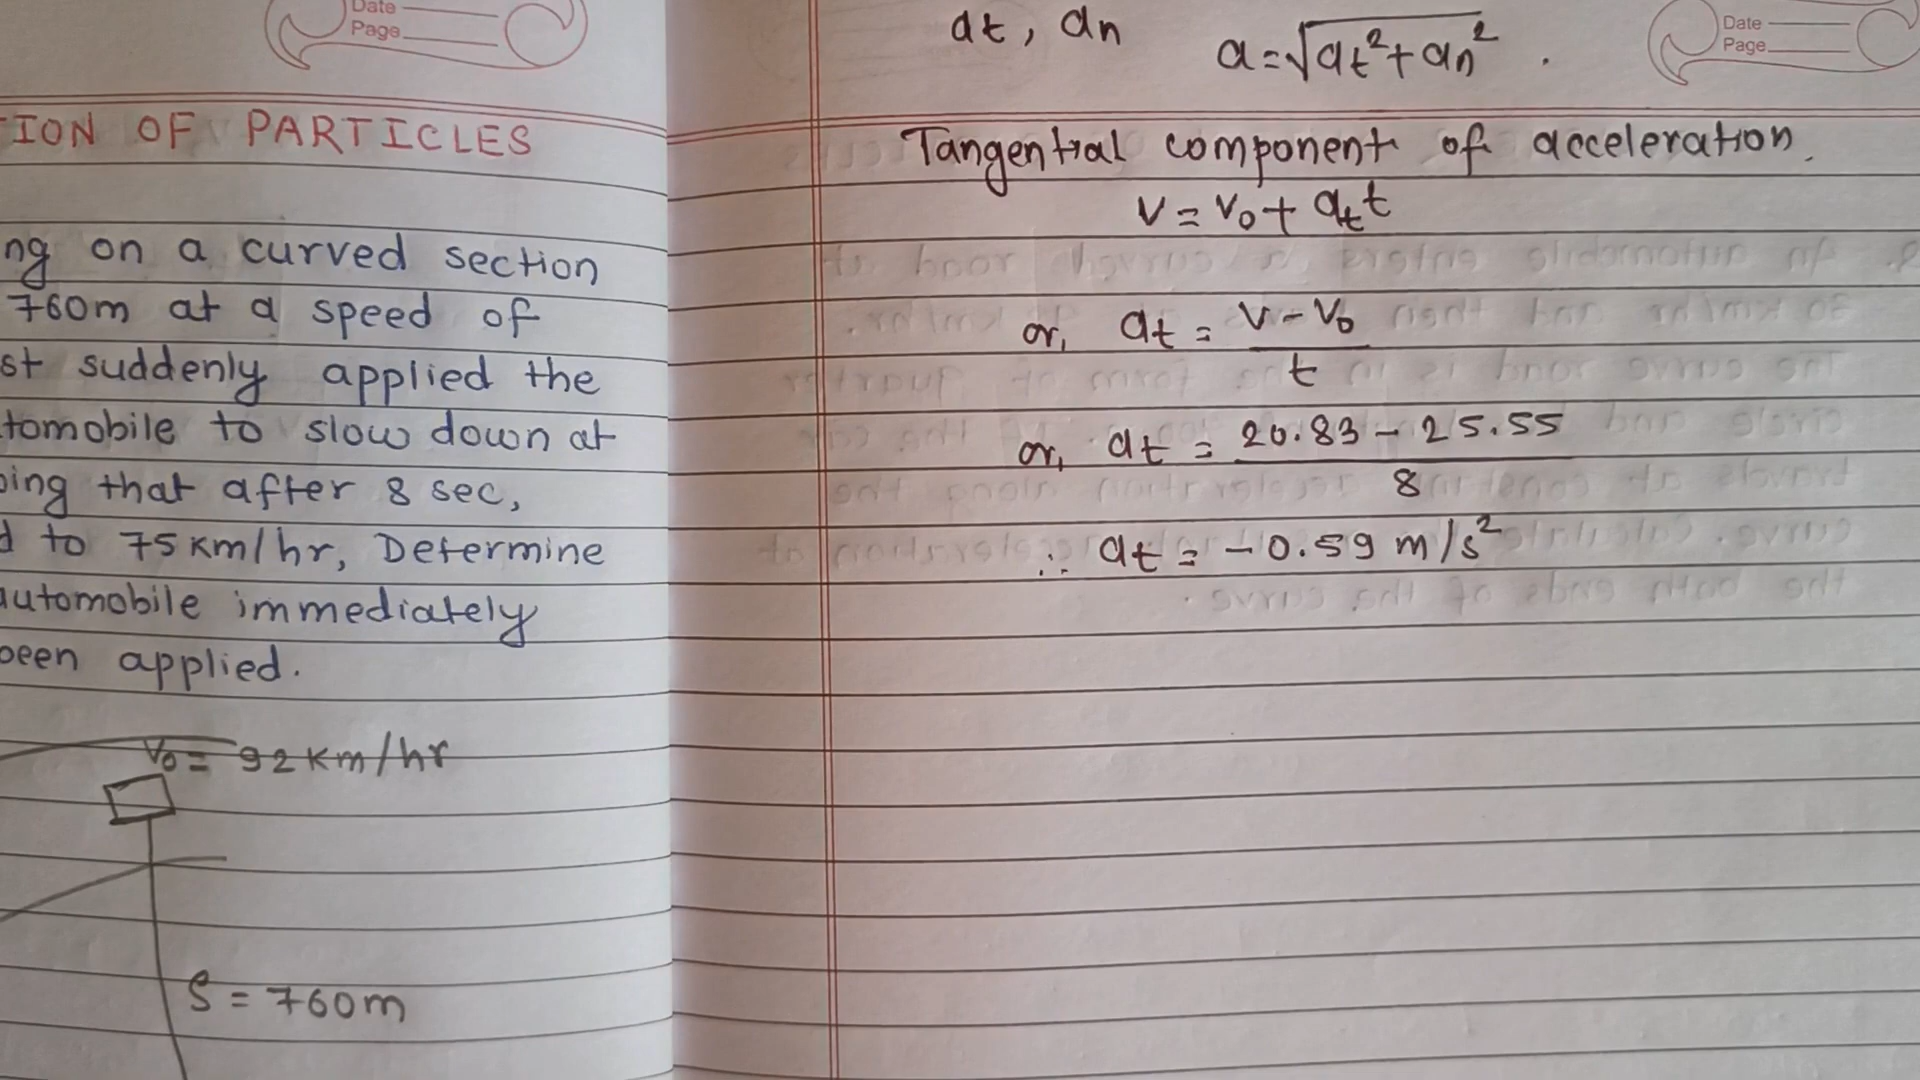 Date
Page
ION OF PARTICLES
ng on a curved section
760m at a speed of
st suddenly applied the
tomobile to slow down at
ing that after 8 sec,
d to 75 km/hr, Determine
automobile immediately
been applied.
v₀ = 92 km/hr
ρ = 760m
Date
Page
at, an a = √at² + an² .
Tangential component of acceleration.
v = v₀ + at t
or, at = v - v₀ / t
or, at = 20.83 - 25.55 / 8
∴ at = -0.59 m/s²